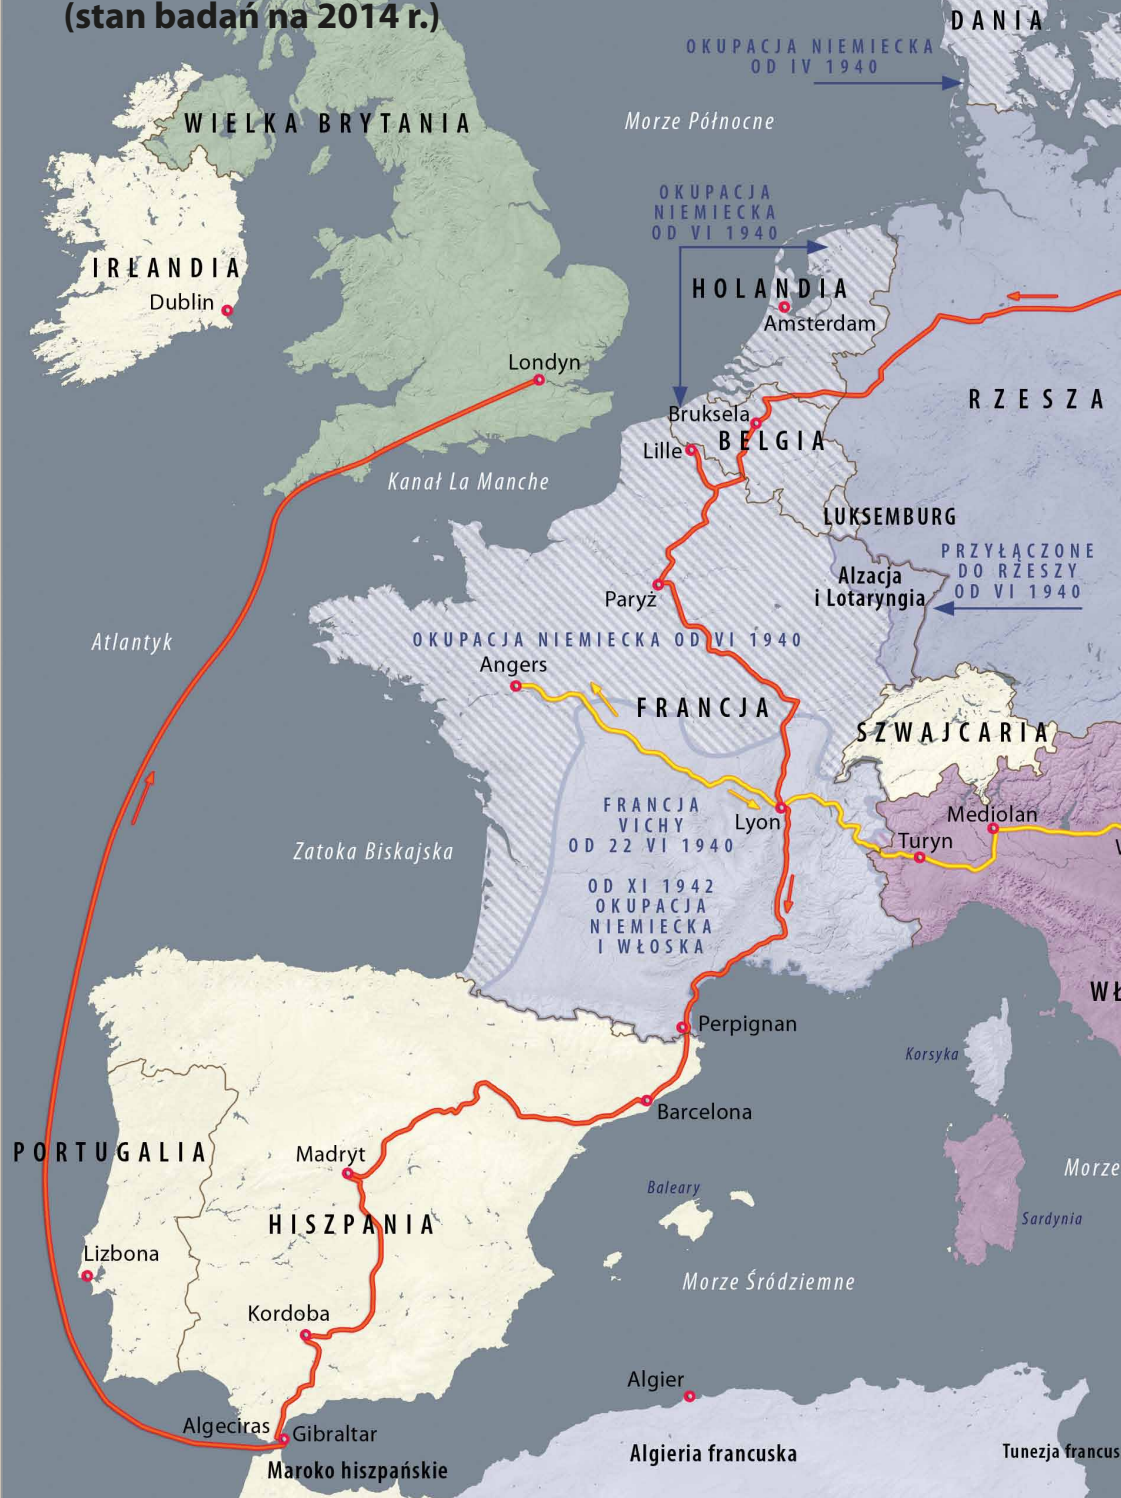 (stan badań na 2014 r.)
DANIA
OKUPACJA NIEMIECKA
OD IV 1940
WIELKA BRYTANIA
Morze Północne
OKUPACJA
NIEMIECKA
OD VI 1940
IRLANDIA
Dublin
HOLANDIA
Amsterdam
Londyn
RZESZA
Bruksela
BELGIA
Lille
Kanał La Manche
LUKSEMBURG
PRZYŁĄCZONE
DO RZESZY
OD VI 1940
Alzacja
i Lotaryngia
Paryż
Atlantyk
OKUPACJA NIEMIECKA OD VI 1940
Angers
FRANCJA
SZWAJCARIA
FRANCJA
VICHY
OD 22 VI 1940
Lyon
Mediolan
Turyn
Zatoka Biskajska
OD XI 1942
OKUPACJA
NIEMIECKA
I WŁOSKA
WŁ
Perpignan
Korsyka
Barcelona
PORTUGALIA
Madryt
Morze
Baleary
HISZPANIA
Sardynia
Lizbona
Morze Śródziemne
Kordoba
Algier
Algeciras
Gibraltar
Algieria francuska
Tunezja francus
Maroko hiszpańskie